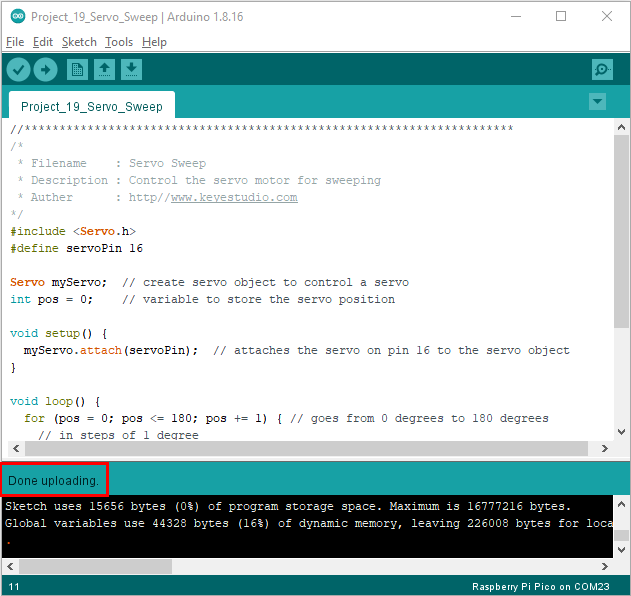 Project_19_Servo_Sweep | Arduino 1.8.16
File Edit Sketch Tools Help
Project_19_Servo_Sweep
//**********************************************************************
/*
 * Filename    : Servo Sweep
 * Description : Control the servo motor for sweeping
 * Auther      : http//www.keyestudio.com
*/
#include <Servo.h>
#define servoPin 16
Servo myServo;  // create servo object to control a servo
int pos = 0;    // variable to store the servo position
void setup() {
  myServo.attach(servoPin);  // attaches the servo on pin 16 to the servo object
}
void loop() {
  for (pos = 0; pos <= 180; pos += 1) { // goes from 0 degrees to 180 degrees
    // in steps of 1 degree
Done uploading.
Sketch uses 15656 bytes (0%) of program storage space. Maximum is 16777216 bytes.
Global variables use 44328 bytes (16%) of dynamic memory, leaving 226008 bytes for loca
.
11 Raspberry Pi Pico on COM23